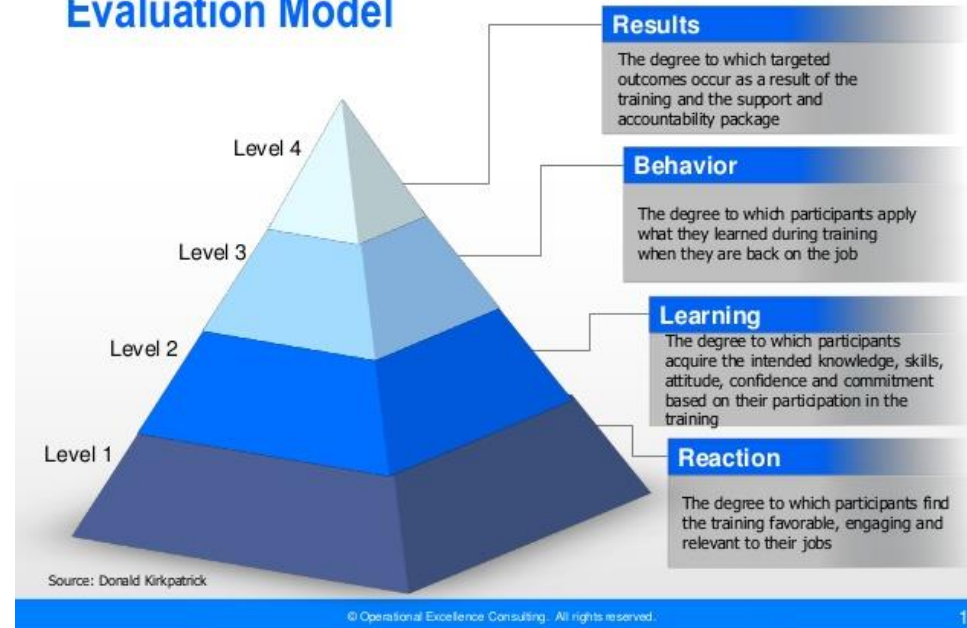 Evaluation Model
Results
The degree to which targeted
outcomes occur as a result of the
training and the support and
accountability package
Level 4
Behavior
The degree to which participants apply
what they learned during training
when they are back on the job
Level 3
Learning
The degree to which participants
acquire the intended knowledge, skills,
attitude, confidence and commitment
based on their participation in the
training
Level 2
Reaction
The degree to which participants find
the training favorable, engaging and
relevant to their jobs
Level 1
Source: Donald Kirkpatrick
© Operational Excellence Consulting. All rights reserved.
1